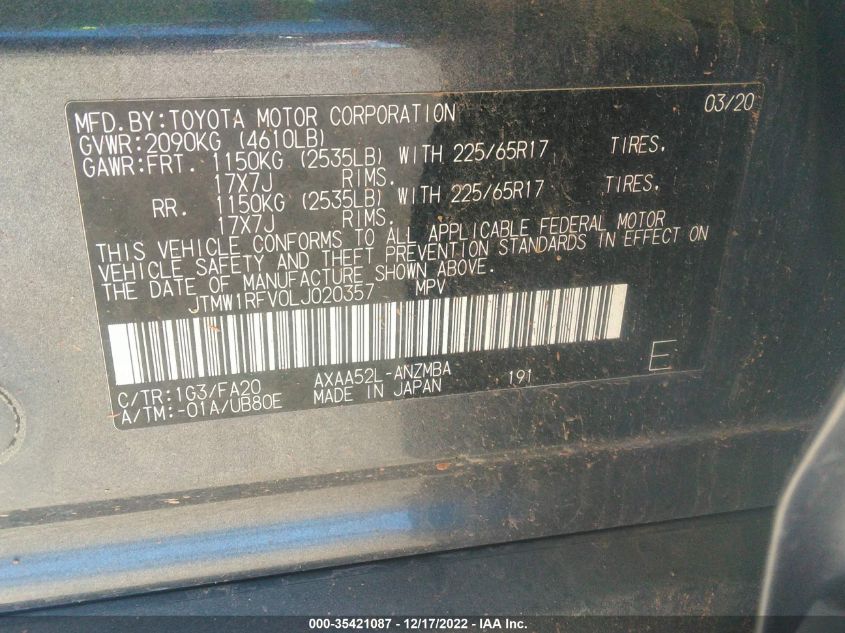 MFD.BY:TOYOTA MOTOR CORPORATION 03/20
GVWR:2090KG (4610LB)
GAWR:FRT. 1150KG (2535LB) WITH 225/65R17 TIRES.
17X7J RIMS.
RR. 1150KG (2535LB) WITH 225/65R17 TIRES.
17X7J RIMS.
THIS VEHICLE CONFORMS TO ALL APPLICABLE FEDERAL MOTOR
VEHICLE SAFETY AND THEFT PREVENTION STANDARDS IN EFFECT ON
THE DATE OF MANUFACTURE SHOWN ABOVE.
JTMW1RFV0LJ020357 MPV
E
C/TR:1G3/FA20 AXAA52L-ANZMBA 191
A/TM:-01A/UB80E MADE IN JAPAN
000-35421087 - 12/17/2022 - IAA Inc.